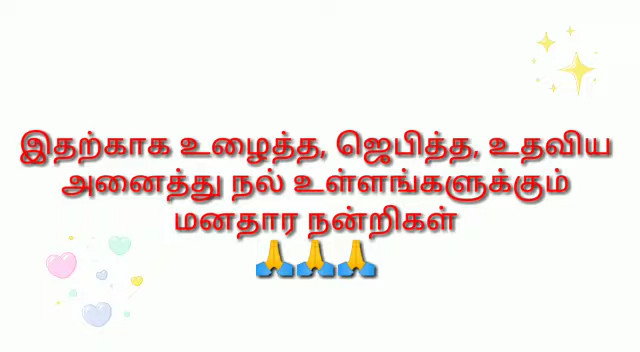 இதற்காக உழைத்த, ஜெபித்த, உதவிய
அனைத்து நல் உள்ளங்களுக்கும்
மனதார நன்றிகள்
🙏🙏🙏